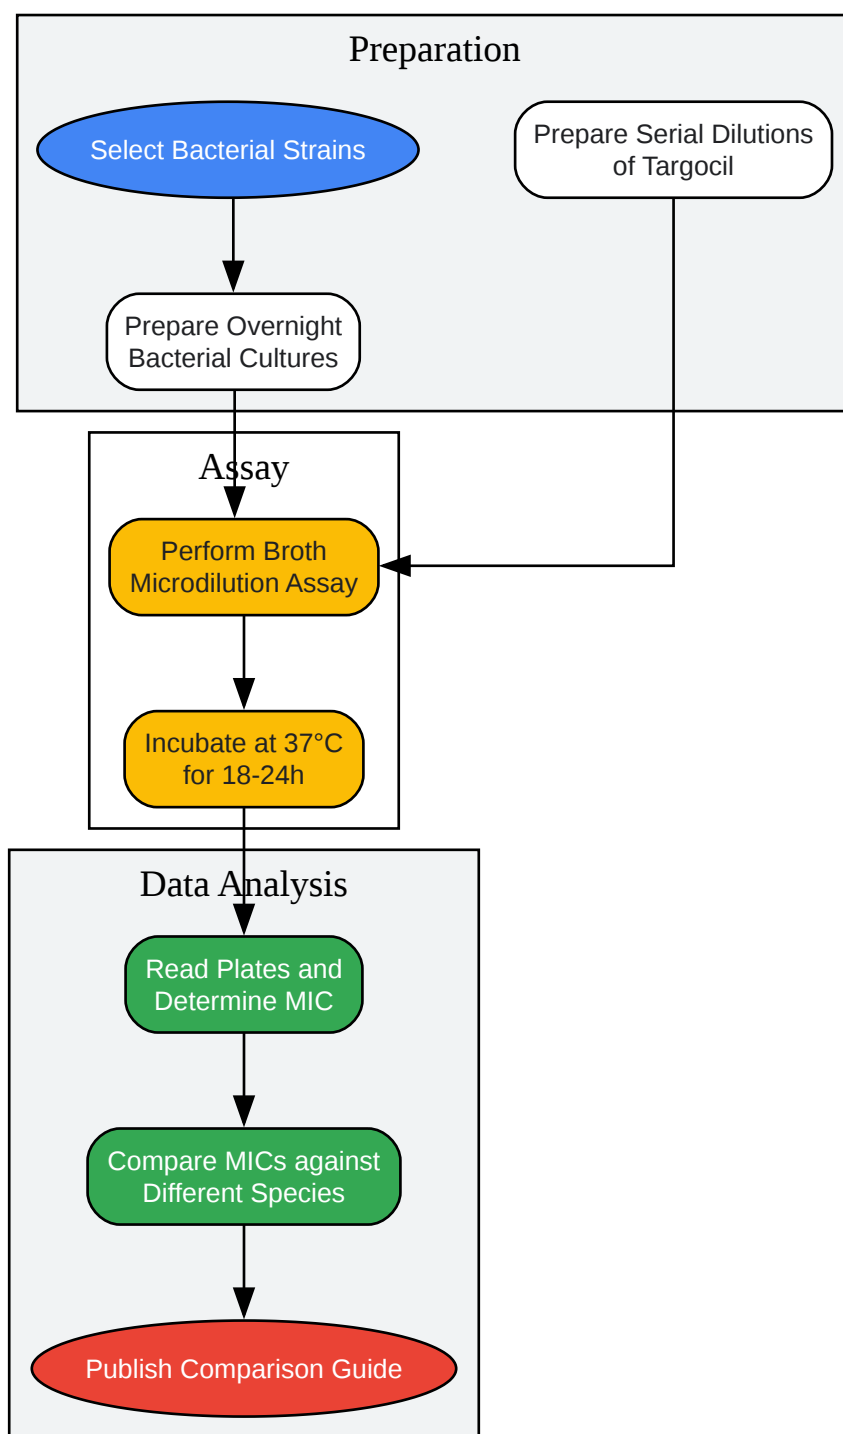 Preparation
Select Bacterial Strains
Prepare Serial Dilutions
of Targocil
Prepare Overnight
Bacterial Cultures
Assay
Perform Broth
Microdilution Assay
Incubate at 37°C
for 18-24h
Data Analysis
Read Plates and
Determine MIC
Compare MICs against
Different Species
Publish Comparison Guide